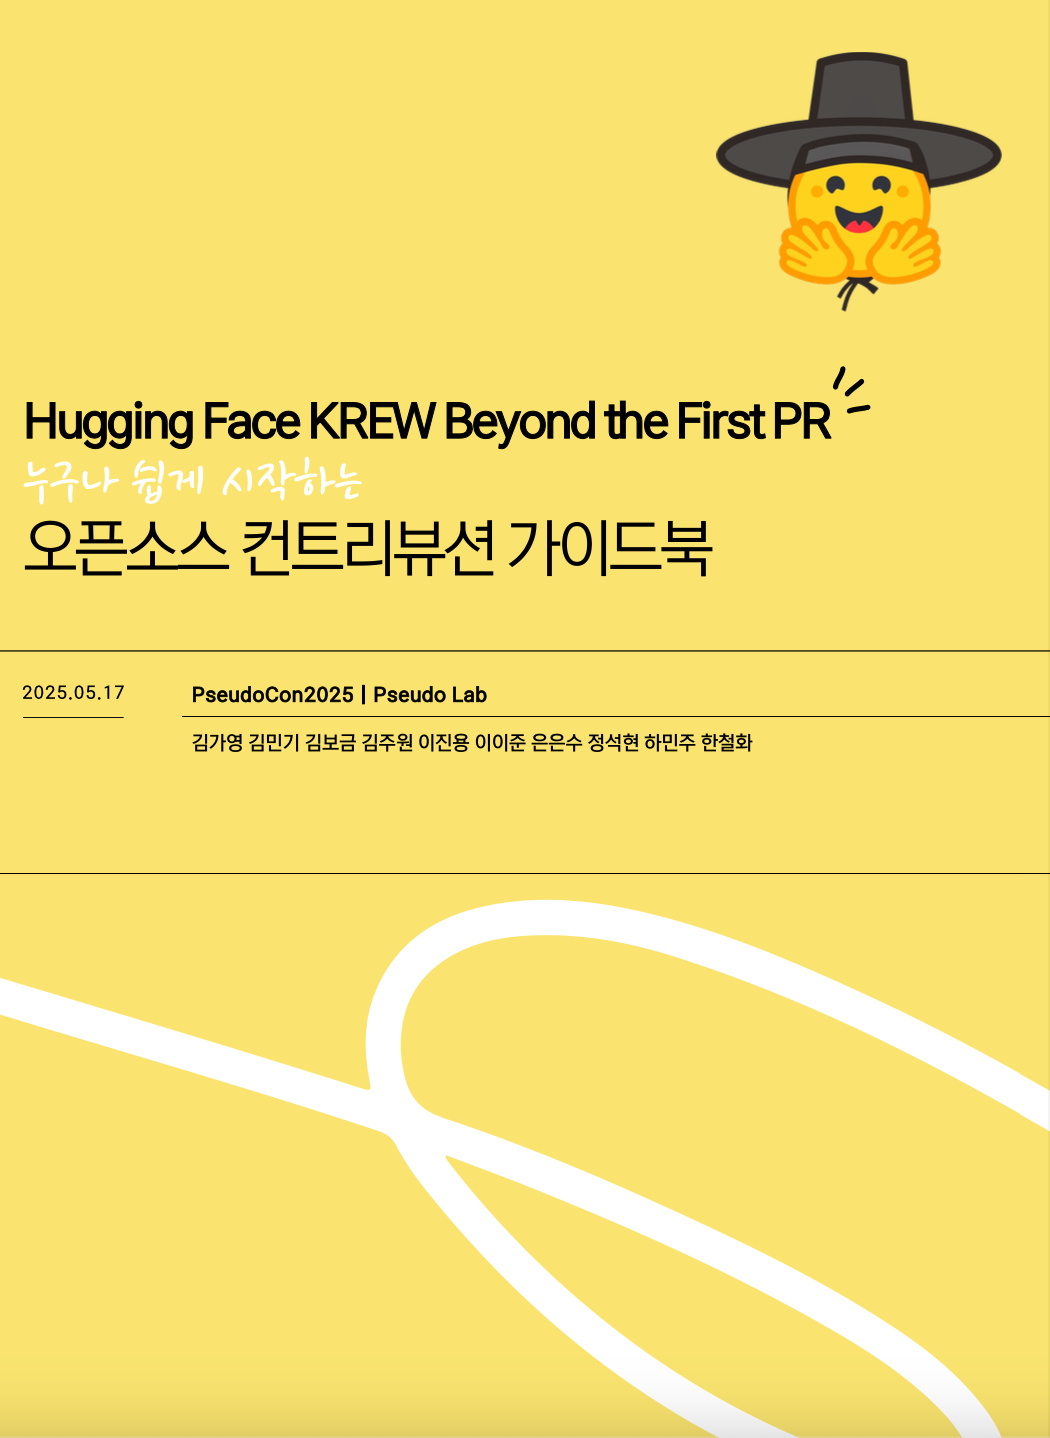 Hugging Face KREW Beyond the First PR
누구나 쉽게 시작하는
오픈소스 컨트리뷰션 가이드북
2025.05.17
PseudoCon2025 | Pseudo Lab
김가영 김민기 김보금 김주원 이진용 이이준 은은수 정석현 하민주 한철화